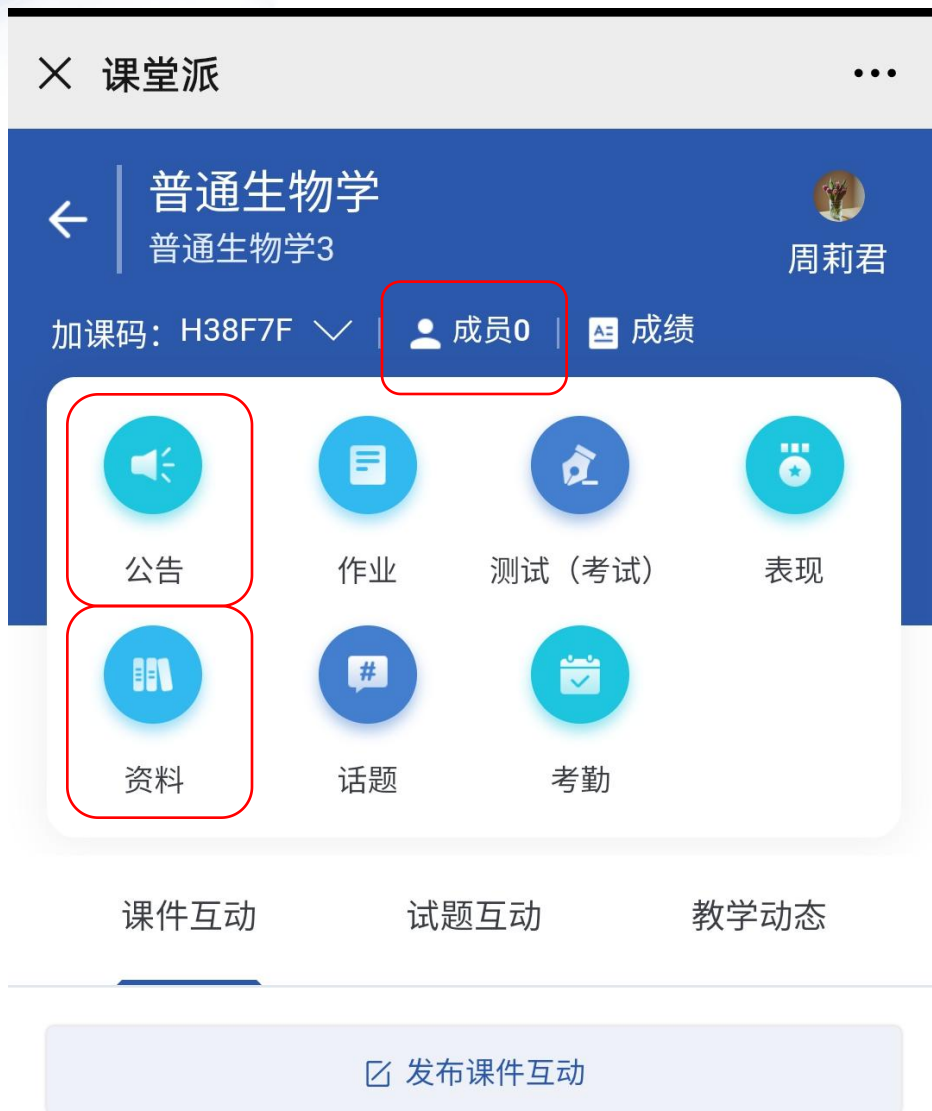 课堂派
普通生物学
普通生物学3
周莉君
加课码：H38F7F
成员0
成绩
公告
作业
测试（考试）
表现
#
资料
话题
考勤
课件互动
试题互动
教学动态
发布课件互动